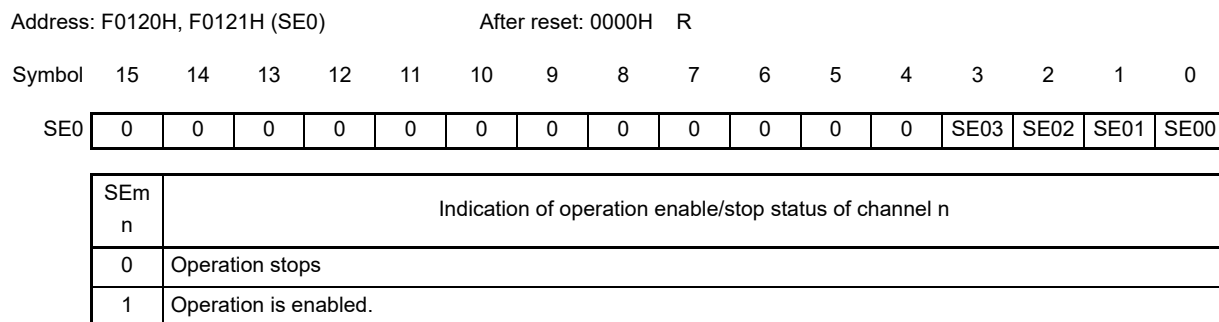 Address: F0120H, F0121H (SE0) After reset: 0000H R
Symbol 15 14 13 12 11 10 9 8 7 6 5 4 3 2 1 0
SE0 0 0 0 0 0 0 0 0 0 0 0 0 SE03 SE02 SE01 SE00
SEm
n
Indication of operation enable/stop status of channel n
0 Operation stops
1 Operation is enabled.